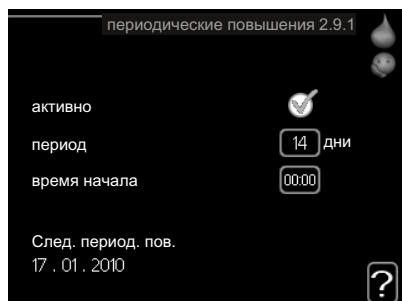 периодические повышения 2.9.1
активно
период 14 дни
время начала 00:00
След. период. пов.
17 . 01 . 2010
?